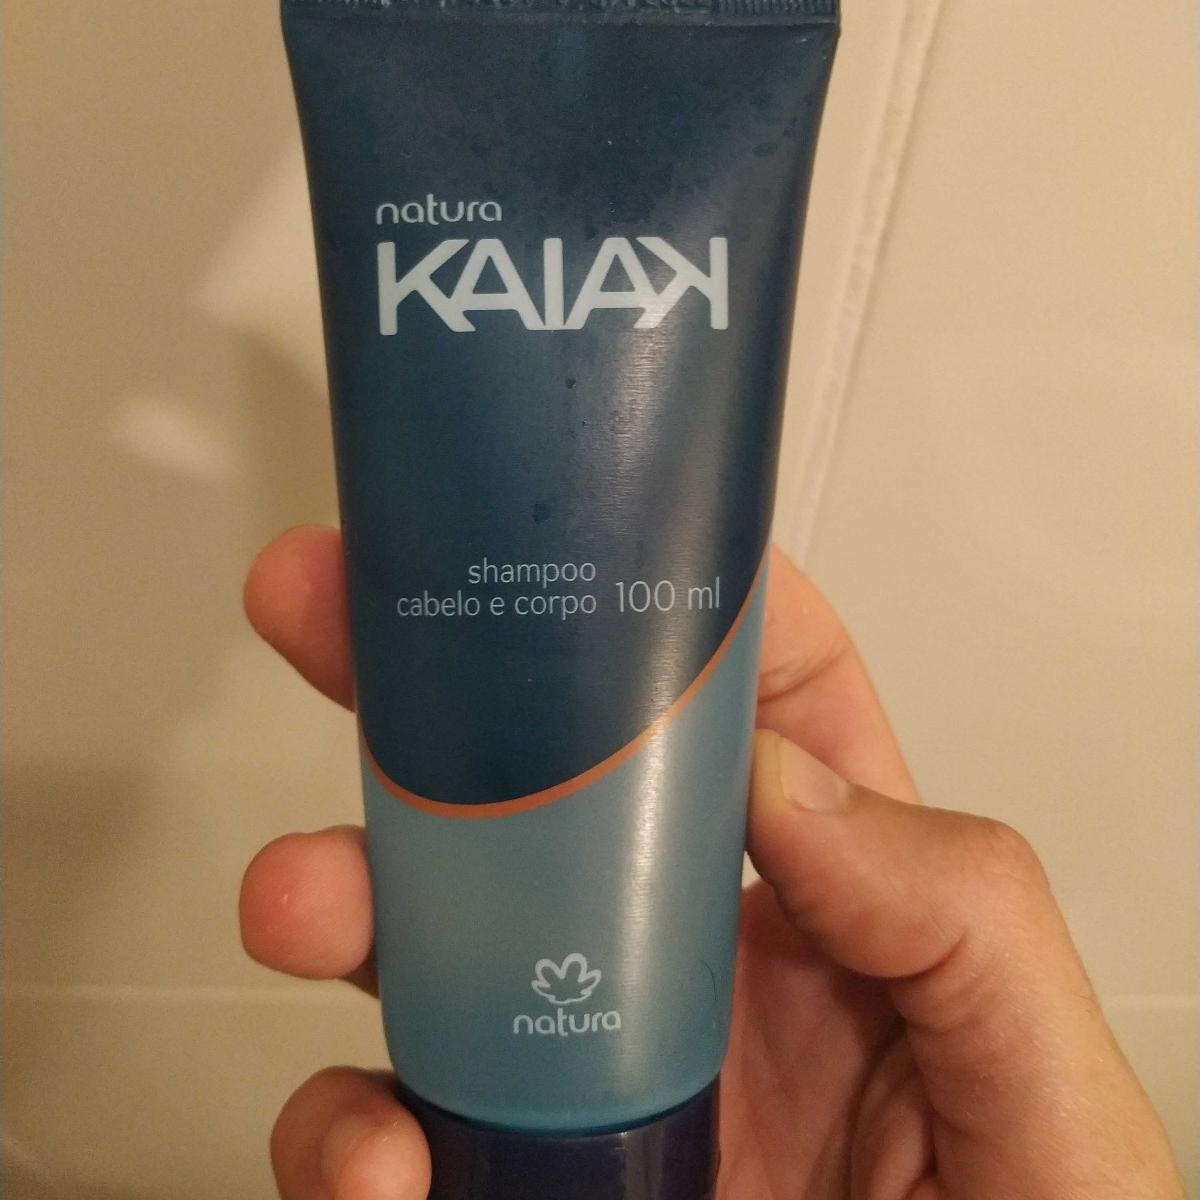 natura
KAIAK
shampoo
cabelo e corpo 100 ml
natura